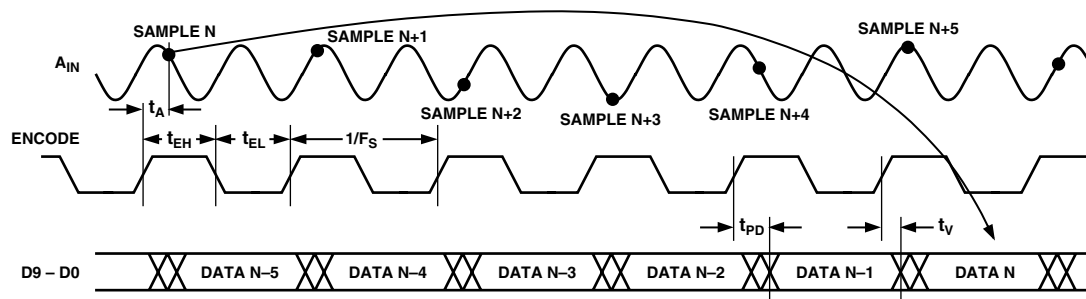 SAMPLE N
SAMPLE N+1
SAMPLE N+5
AIN
SAMPLE N+2
SAMPLE N+3
SAMPLE N+4
tA
ENCODE
tEH
tEL
1/FS
tPD
tV
D9 – D0
DATA N–5
DATA N–4
DATA N–3
DATA N–2
DATA N–1
DATA N